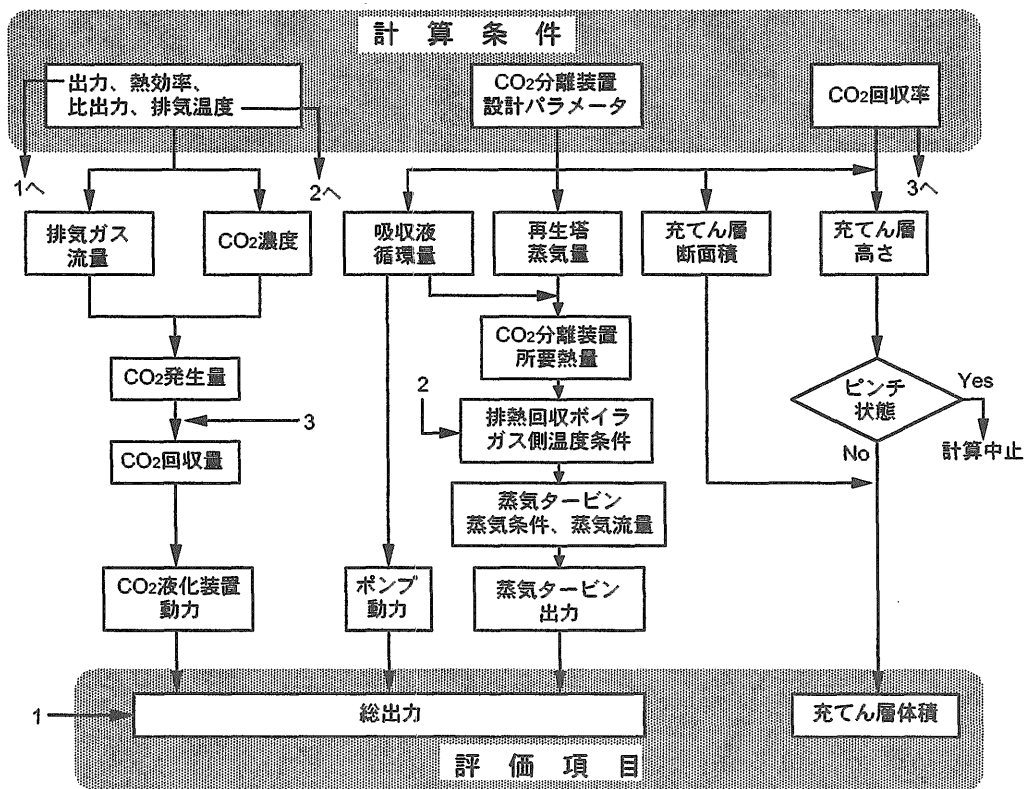 計算条件
出力、熱効率、
比出力、排気温度
CO2分離装置
設計パラメータ
CO2回収率
1へ
2へ
3へ
排気ガス
流量
CO2濃度
吸収液
循環量
再生塔
蒸気量
充てん層
断面積
充てん層
高さ
CO2分離装置
所要熱量
CO2発生量
2
排熱回収ボイラ
ガス側温度条件
ピンチ
状態
Yes
計算中止
No
3
CO2回収量
蒸気タービン
蒸気条件、蒸気流量
CO2液化装置
動力
ポンプ
動力
蒸気タービン
出力
1
総出力
充てん層体積
評価項目